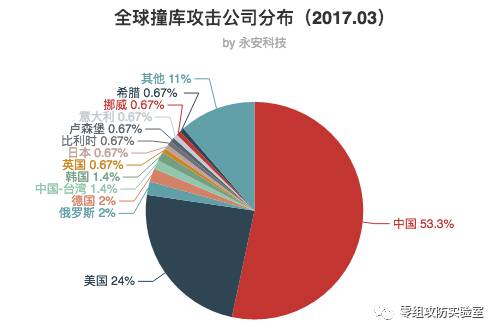 全球撞库攻击公司分布（2017.03）
by 永安科技
其他 11%
希腊 0.67%
挪威 0.67%
意大利 0.67%
卢森堡 0.67%
比利时 0.67%
日本 0.67%
英国 0.67%
韩国 1.4%
中国-台湾 1.4%
德国 2%
俄罗斯 2%
美国 24%
中国 53.3%
零组攻防实验室